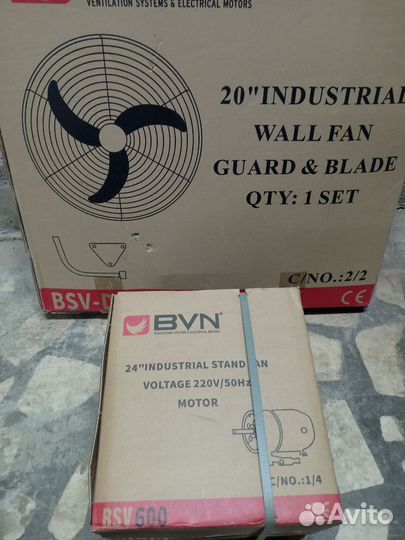 VENTILATION SYSTEMS & ELECTRICAL MOTORS
20"INDUSTRIAL
WALL FAN
GUARD & BLADE
QTY: 1 SET
C/NO.:2/2
BSV-D
CE
BVN
VENTILATION SYSTEMS & ELECTRICAL MOTORS
24"INDUSTRIAL STAND FAN
VOLTAGE 220V/50Hz
MOTOR
C/NO.:1/4
BSV 600
Avito